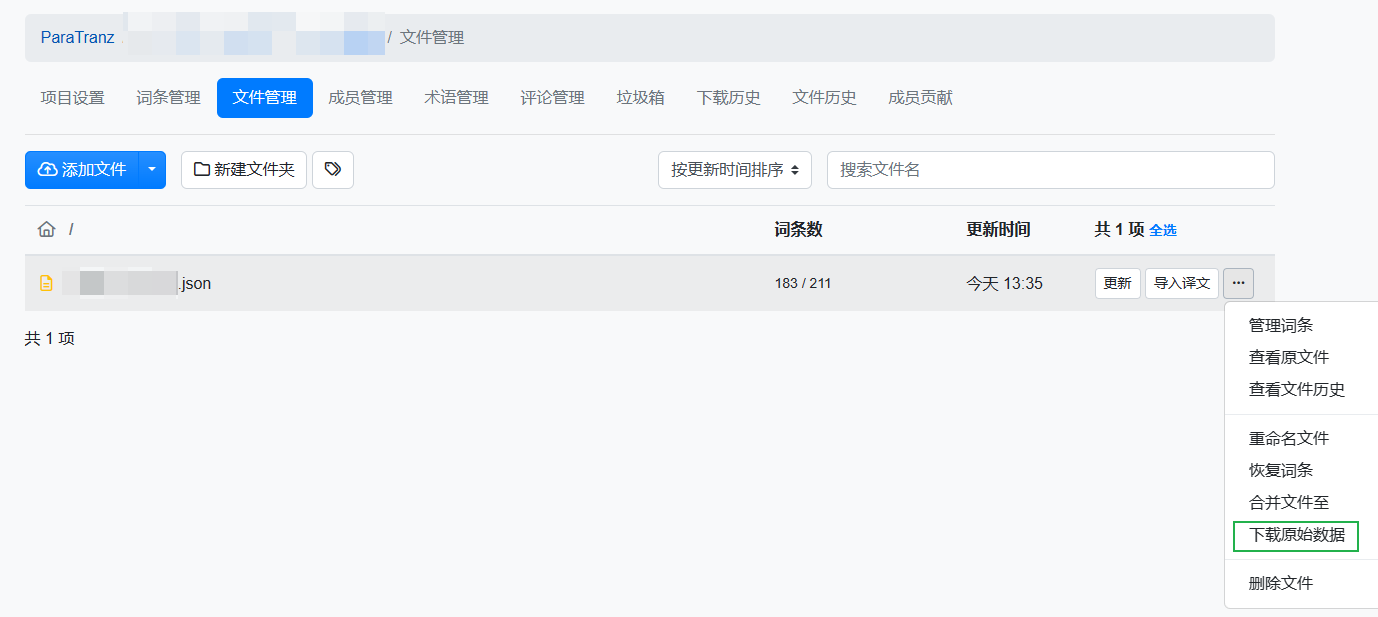 ParaTranz / 文件管理
项目设置 词条管理 文件管理 成员管理 术语管理 评论管理 垃圾箱 下载历史 文件历史 成员贡献
添加文件 新建文件夹 按更新时间排序 搜索文件名
/ 词条数 更新时间 共 1 项 全选
.json 183 / 211 今天 13:35 更新 导入译文 ···
共 1 项
管理词条
查看原文件
查看文件历史
重命名文件
恢复词条
合并文件至
下载原始数据
删除文件